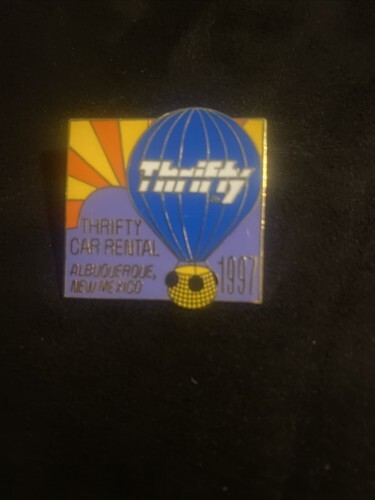 Thrifty
THRIFTY
CAR RENTAL
ALBUQUERQUE,
NEW MEXICO
1997